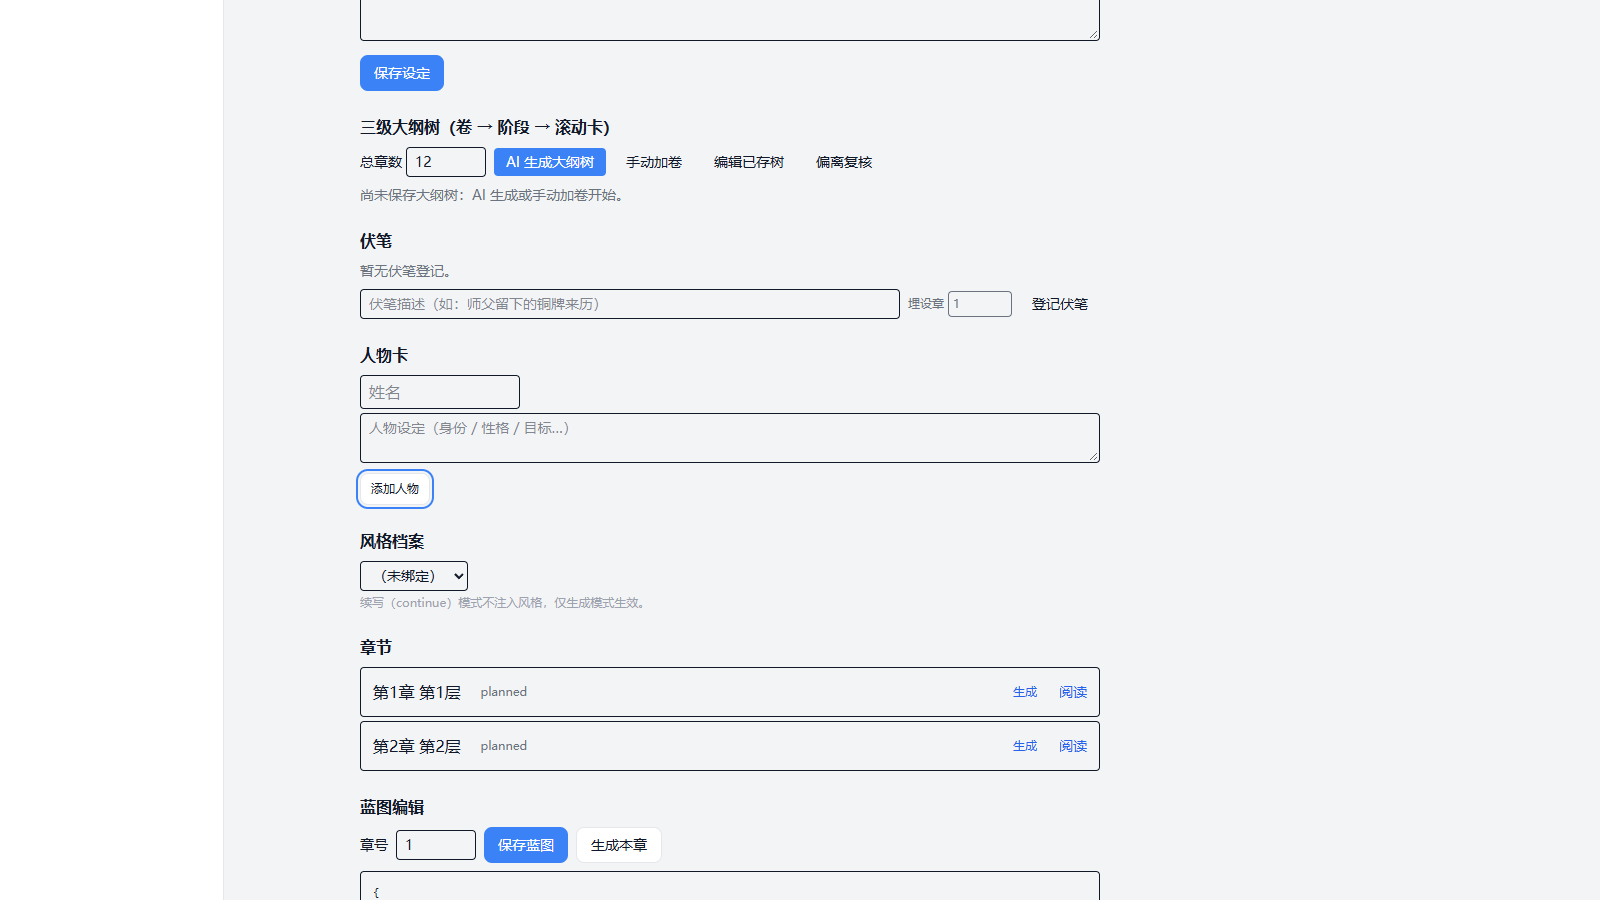 保存设定
三级大纲树（卷 → 阶段 → 滚动卡）
总章数 12 AI 生成大纲树 手动加卷 编辑已存树 偏离复核
尚未保存大纲树：AI 生成或手动加卷开始。
伏笔
暂无伏笔登记。
伏笔描述（如：师父留下的铜牌来历） 埋设章 1 登记伏笔
人物卡
姓名
人物设定（身份 / 性格 / 目标…）
添加人物
风格档案
（未绑定）
续写（continue）模式不注入风格，仅生成模式生效。
章节
第1章 第1层 planned 生成 阅读
第2章 第2层 planned 生成 阅读
蓝图编辑
章号 1 保存蓝图 生成本章
{